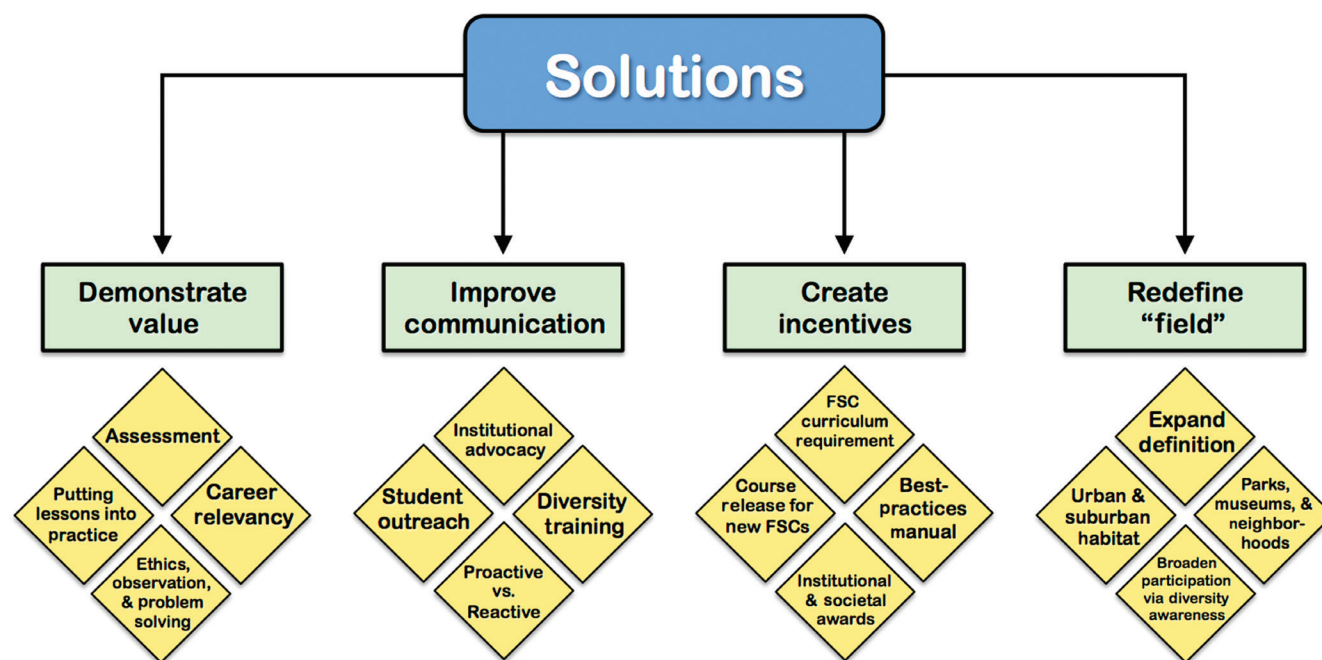 Solutions
Demonstrate
value
Improve
communication
Create
incentives
Redefine
“field”
Assessment
Putting
lessons into
practice
Career
relevancy
Ethics,
observation,
& problem
solving
Institutional
advocacy
Student
outreach
Diversity
training
Proactive
vs.
Reactive
FSC
curriculum
requirement
Course
release for
new FSCs
Best-
practices
manual
Institutional
& societal
awards
Expand
definition
Urban &
suburban
habitat
Parks,
museums, &
neighbor-
hoods
Broaden
participation
via diversity
awareness